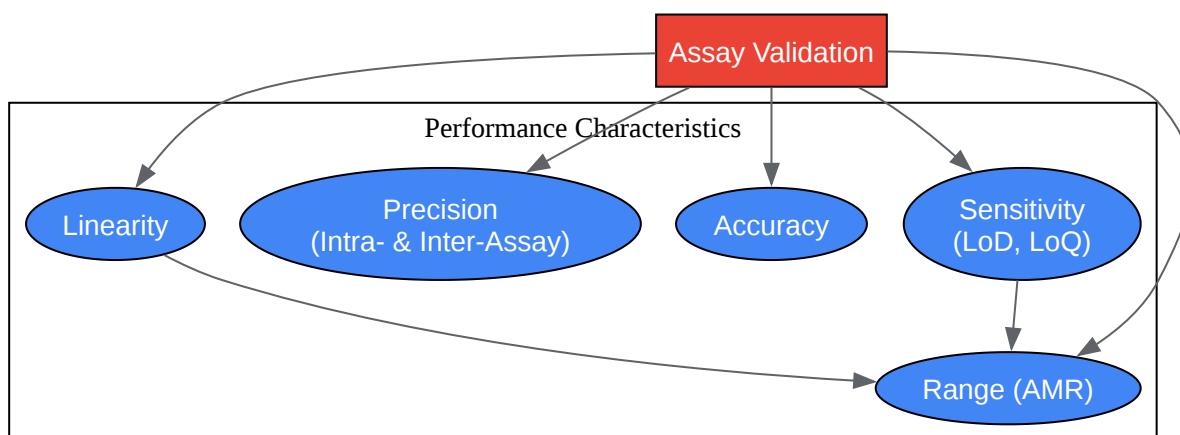 Assay Validation
Performance Characteristics
Linearity
Precision
(Intra- & Inter-Assay)
Accuracy
Sensitivity
(LoD, LoQ)
Range (AMR)